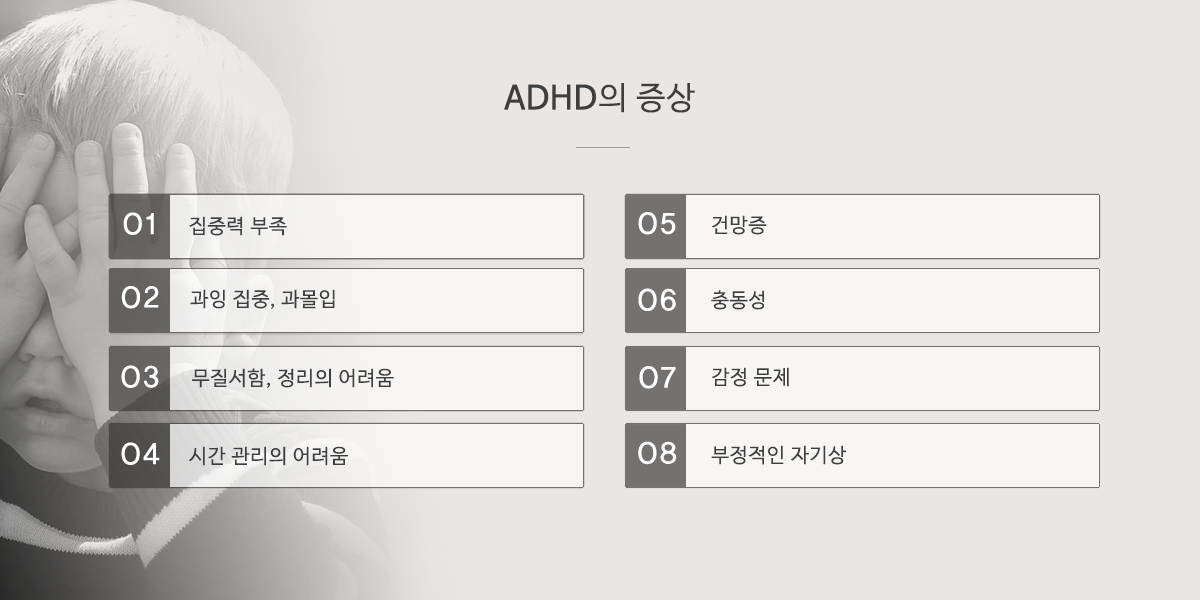 ADHD의 증상
01 집중력 부족
02 과잉 집중, 과몰입
03 무질서함, 정리의 어려움
04 시간 관리의 어려움
05 건망증
06 충동성
07 감정 문제
08 부정적인 자기상